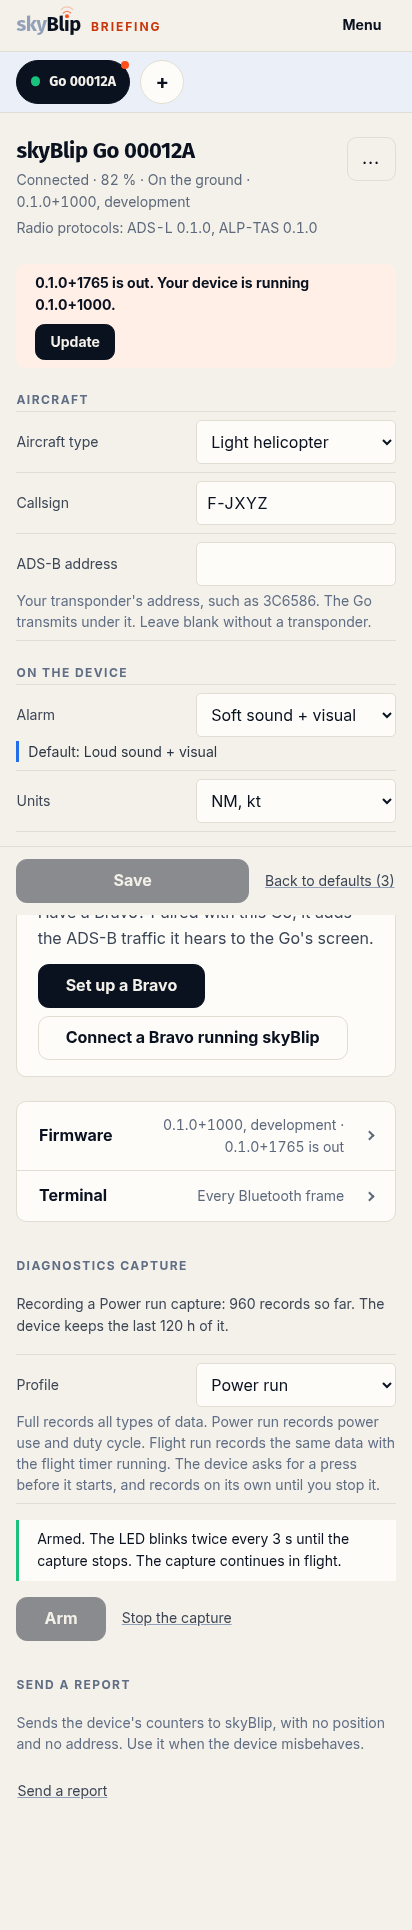 skyBlip BRIEFING
Menu
Go 00012A
+
skyBlip Go 00012A
...
Connected · 82 % · On the ground ·
0.1.0+1000, development
Radio protocols: ADS-L 0.1.0, ALP-TAS 0.1.0
0.1.0+1765 is out. Your device is running
0.1.0+1000.
Update
AIRCRAFT
Aircraft type
Light helicopter
Callsign
F-JXYZ
ADS-B address
Your transponder's address, such as 3C6586. The Go
transmits under it. Leave blank without a transponder.
ON THE DEVICE
Alarm
Soft sound + visual
Default: Loud sound + visual
Units
NM, kt
Save
Back to defaults (3)
Have a Bravo? Paired with this Go, it adds
the ADS-B traffic it hears to the Go's screen.
Set up a Bravo
Connect a Bravo running skyBlip
Firmware
0.1.0+1000, development ·
0.1.0+1765 is out
Terminal
Every Bluetooth frame
DIAGNOSTICS CAPTURE
Recording a Power run capture: 960 records so far. The
device keeps the last 120 h of it.
Profile
Power run
Full records all types of data. Power run records power
use and duty cycle. Flight run records the same data with
the flight timer running. The device asks for a press
before it starts, and records on its own until you stop it.
Armed. The LED blinks twice every 3 s until the
capture stops. The capture continues in flight.
Arm
Stop the capture
SEND A REPORT
Sends the device's counters to skyBlip, with no position
and no address. Use it when the device misbehaves.
Send a report